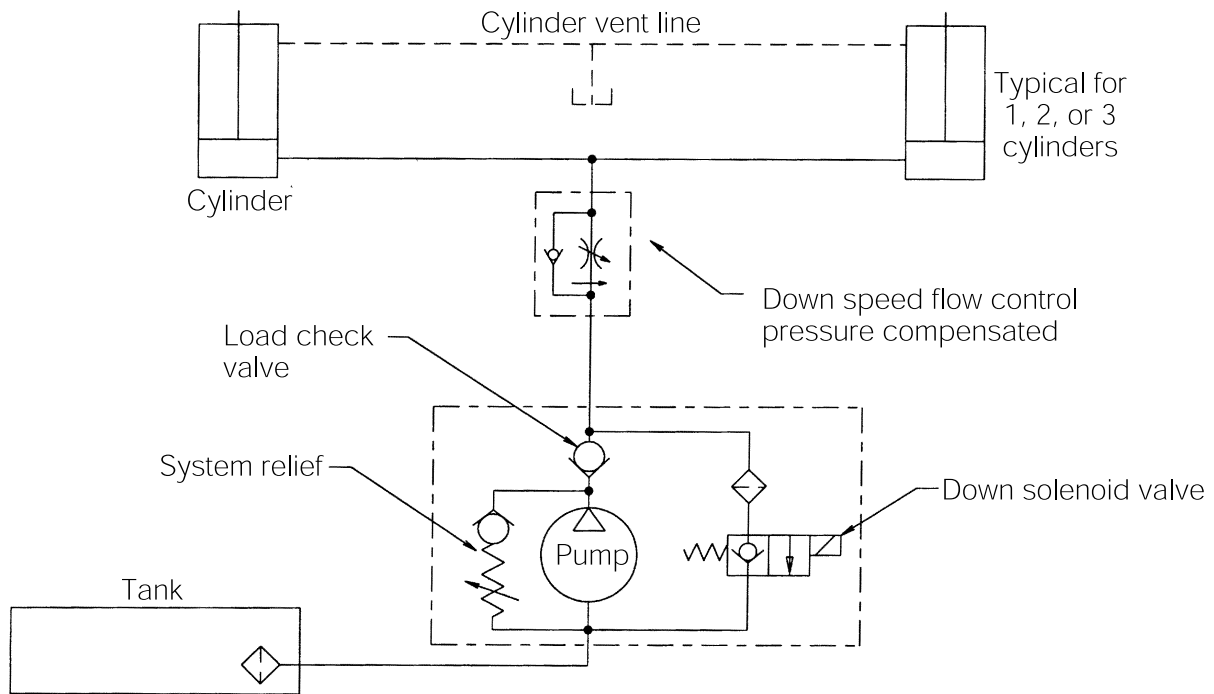 Cylinder vent line
Typical for
1, 2, or 3
cylinders
Cylinder
Down speed flow control
pressure compensated
Load check
valve
System relief
Down solenoid valve
Pump
Tank